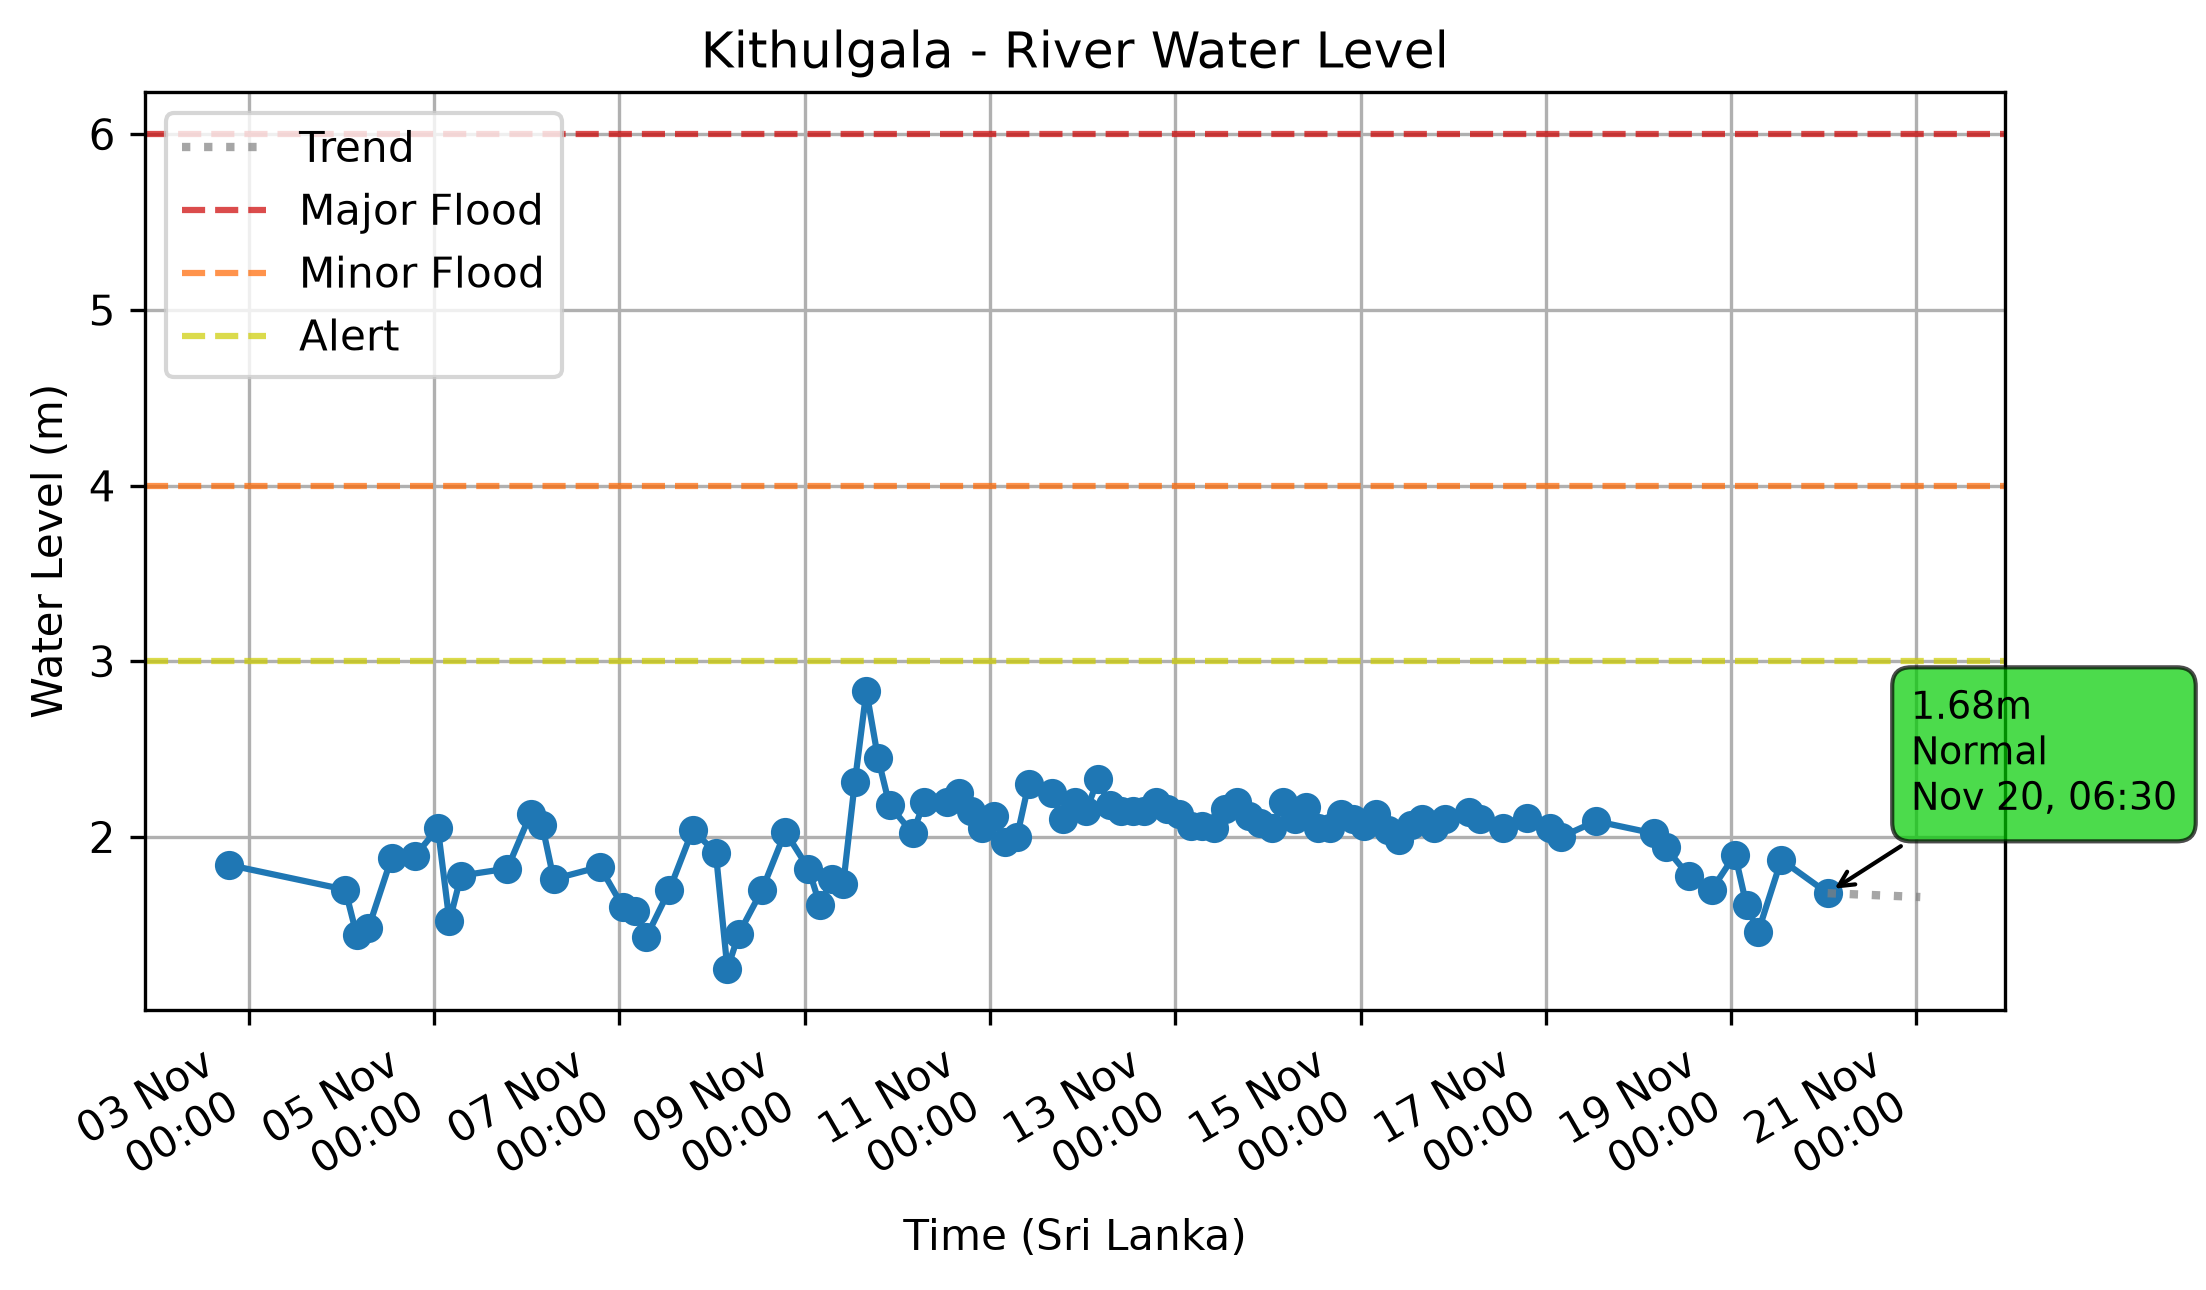 Kithulgala - River Water Level
Trend
Major Flood
Minor Flood
Alert
6
5
4
3
2
Water Level (m)
1.68m
Normal
Nov 20, 06:30
03 Nov
00:00
05 Nov
00:00
07 Nov
00:00
09 Nov
00:00
11 Nov
00:00
13 Nov
00:00
15 Nov
00:00
17 Nov
00:00
19 Nov
00:00
21 Nov
00:00
Time (Sri Lanka)